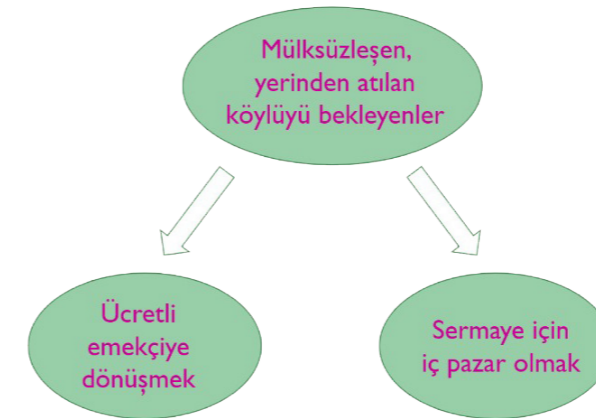 Mülksüzleşen,
yerinden atılan
köylüyü bekleyenler
Ücretli
emekçiye
dönüşmek
Sermaye için
iç pazar olmak